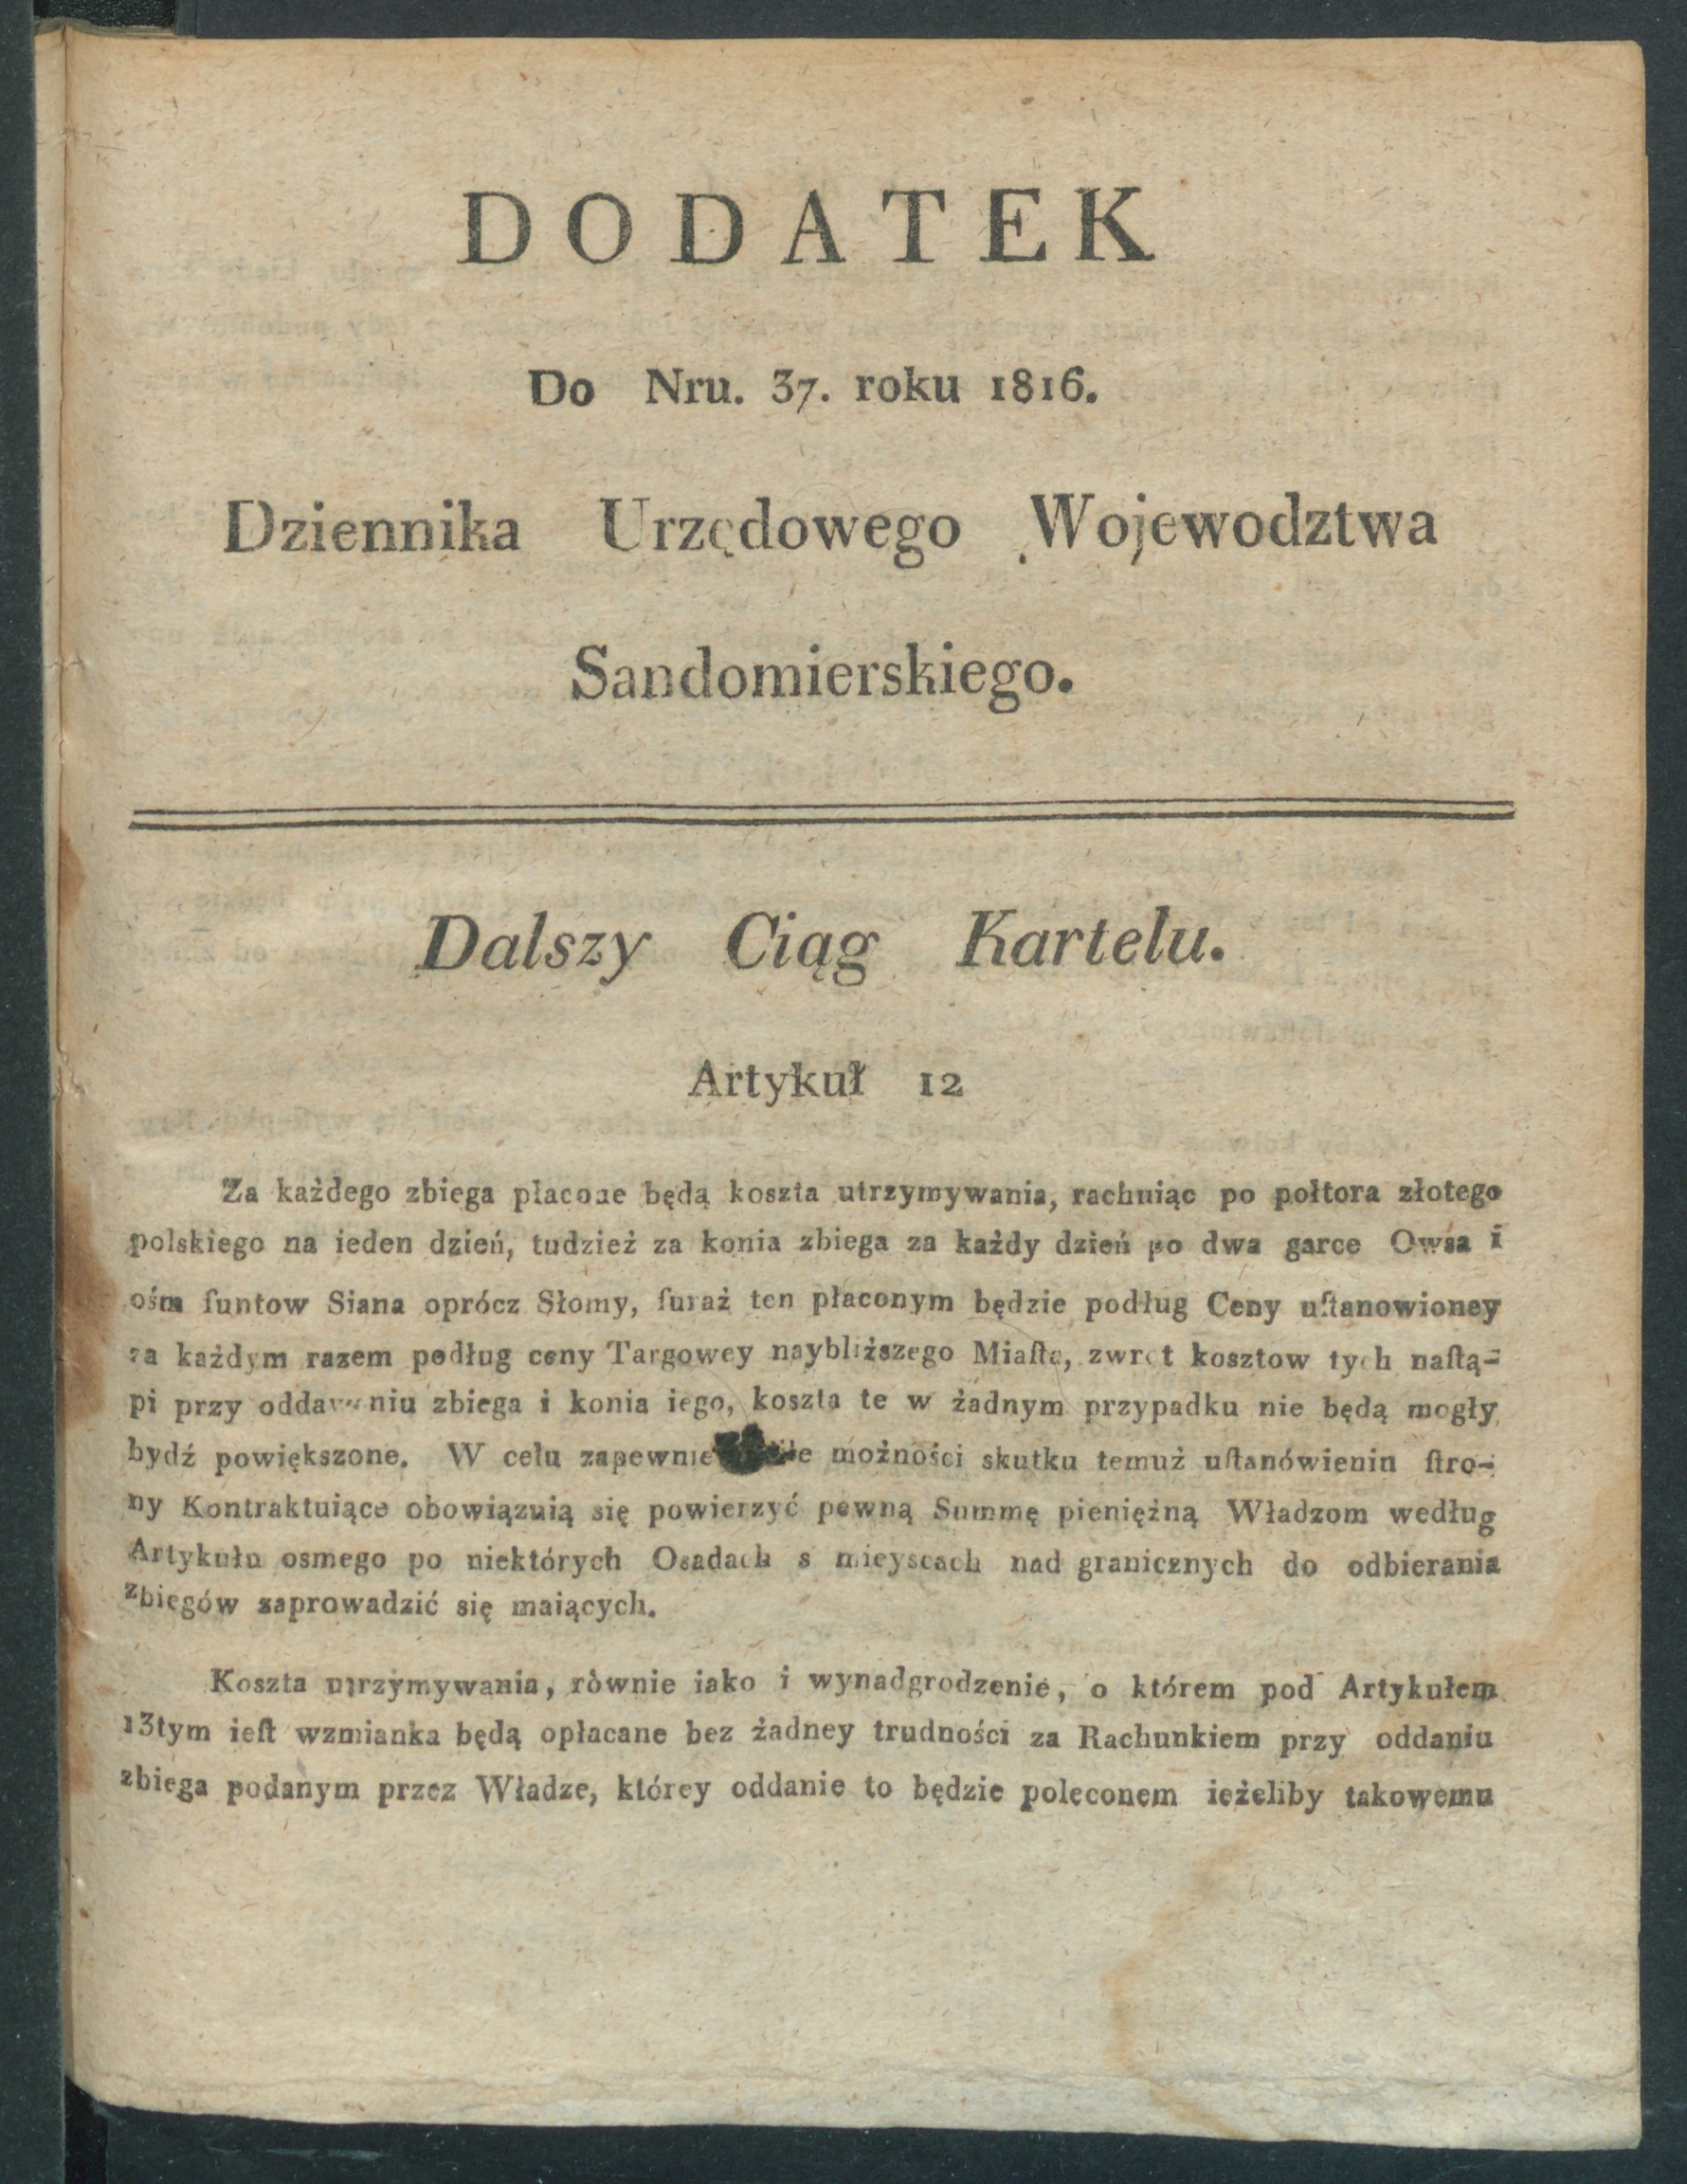 DODATEK
Do Nru. 37. roku 1816.
Dziennika Urzędowego Wojewodztwa
Sandomierskiego.
Dalszy Ciąg Kartelu.
Artykuł 12
Za każdego zbiega płacone będą koszta utrzymywania, rachuiąc po połtora złotego
polskiego na ieden dzień, tudzież za konia zbiega za każdy dzień po dwa garce Owsa i
ośm funtow Siana oprócz Słomy, furaż ten płaconym będzie podług Ceny uſtanowioney
za każdym razem podług ceny Targowey naybliższego Miaſta, zwrot kosztow tych naſtą-
pi przy oddawaniu zbiega i konia iego, koszta te w żadnym przypadku nie będą mogły
bydź powiększone. W celu możności skutku temuż uſtanówienin ſtro-
ny Kontraktuiące obowiązuią się powierzyć pewną Summę pieniężną Władzom według
Artykułu osmego po niektórych Osadach s mieyscach nad granicznych do odbierania
zbiegów zaprowadzić się maiących.
Koszta utrzymywania, równie iako i wynadgrodzenie, o którem pod Artykułem
13tym ieſt wzmianka będą opłacane bez żadney trudności za Rachunkiem przy oddaniu
zbiega podanym przez Władze, którey oddanie to będzie poleconem ieżeliby takowemu